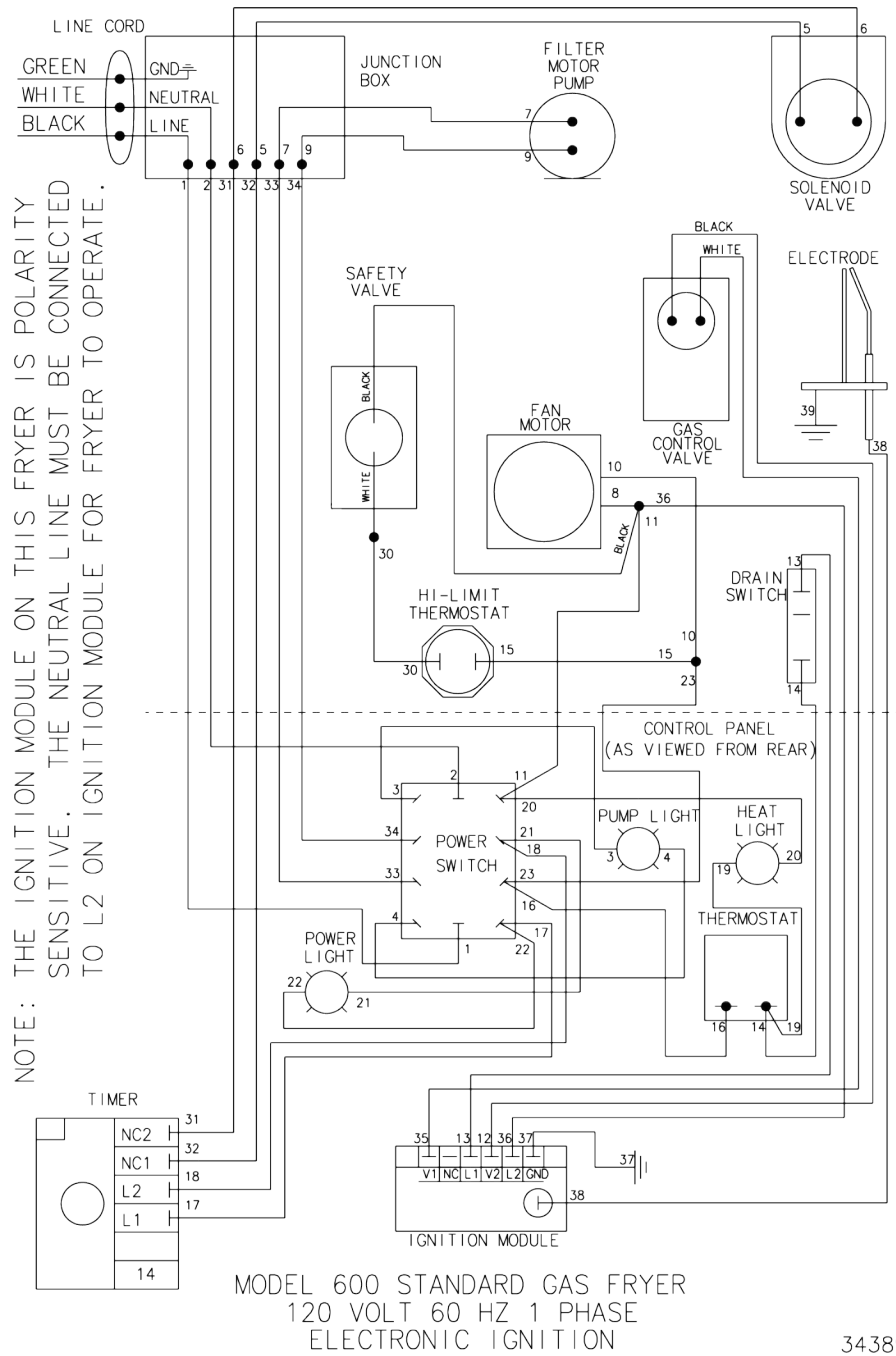 LINE CORD
GREEN
WHITE
BLACK
GND
NEUTRAL
LINE
JUNCTION
BOX
6 5 7 9
1 2 31 32 33 34
FILTER
MOTOR
PUMP
7
9
5 6
SOLENOID
VALVE
NOTE: THE IGNITION MODULE ON THIS FRYER IS POLARITY
SENSITIVE. THE NEUTRAL LINE MUST BE CONNECTED
TO L2 ON IGNITION MODULE FOR FRYER TO OPERATE.
BLACK
WHITE
GAS
CONTROL
VALVE
ELECTRODE
39
38
SAFETY
VALVE
BLACK
WHITE
30
FAN
MOTOR
10
8
36
11
BLACK
HI-LIMIT
THERMOSTAT
30
15
15
10
23
DRAIN
SWITCH
13
14
CONTROL PANEL
(AS VIEWED FROM REAR)
POWER
SWITCH
2
3
34
33
4
1
11
20
21
18
23
16
17
22
PUMP LIGHT
3 4
HEAT
LIGHT
19 20
THERMOSTAT
16 14 19
POWER
LIGHT
22
21
TIMER
NC2 31
NC1 32
L2 18
L1 17
14
35 13 12 36 37
V1 NC L1 V2 L2 GND
37
38
IGNITION MODULE
MODEL 600 STANDARD GAS FRYER
120 VOLT 60 HZ 1 PHASE
ELECTRONIC IGNITION
3438